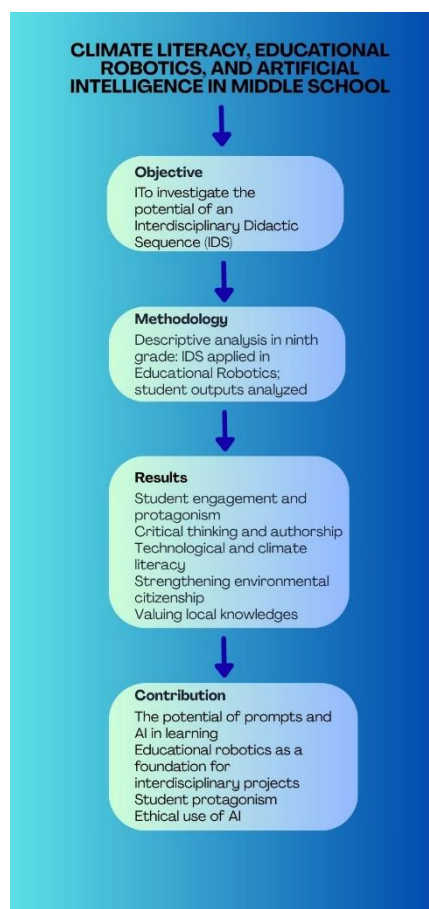 CLIMATE LITERACY, EDUCATIONAL
ROBOTICS, AND ARTIFICIAL
INTELLIGENCE IN MIDDLE SCHOOL
Objective
ITo investigate the
potential of an
Interdisciplinary Didactic
Sequence (IDS)
Methodology
Descriptive analysis in ninth
grade: IDS applied in
Educational Robotics;
student outputs analyzed
Results
Student engagement and
protagonism
Critical thinking and authorship
Technological and climate
literacy
Strengthening environmental
citizenship
Valuing local knowledges
Contribution
The potential of prompts and
AI in learning
Educational robotics as a
foundation for
interdisciplinary projects
Student protagonism
Ethical use of AI